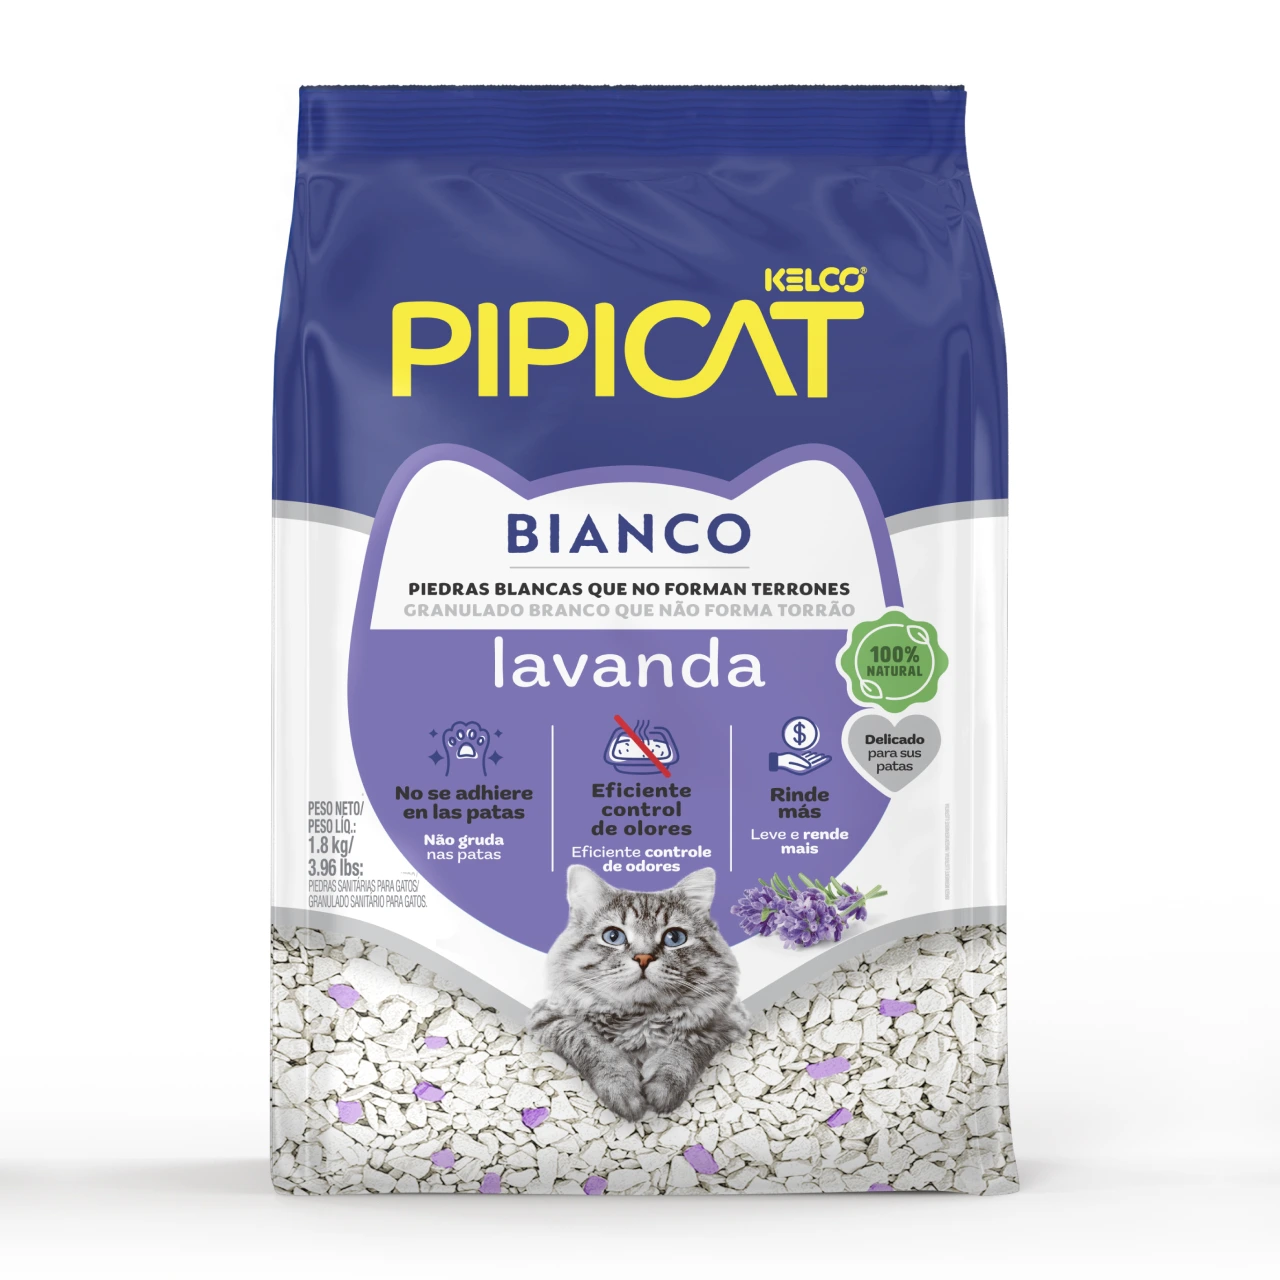 KELCO®
PIPICAT
BIANCO
PIEDRAS BLANCAS QUE NO FORMAN TERRONES
GRANULADO BRANCO QUE NÃO FORMA TORRÃO
lavanda
100%
NATURAL
Delicado
para sus
patas
No se adhiere
en las patas
Não gruda
nas patas
Eficiente
control
de olores
Eficiente controle
de odores
$
Rinde
más
Leve e rende
mais
PESO NETO/
PESO LÍQ.:
1.8 kg/
3.96 lbs:
PIEDRAS SANITÁRIAS PARA GATOS/
GRANULADO SANITÁRIO PARA GATOS.